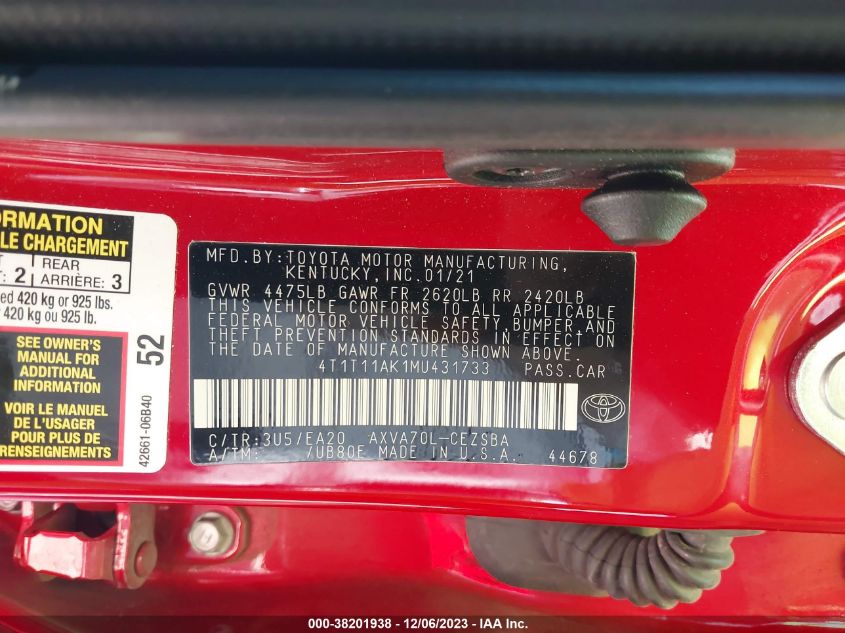 ORMATION
LE CHARGEMENT
REAR
: 2 ARRIÈRE: 3
ed 420 kg or 925 lbs.
420 kg ou 925 lb.
SEE OWNER'S
MANUAL FOR
ADDITIONAL
INFORMATION
VOIR LE MANUEL
DE L'USAGER
POUR PLUS DE
RENSEIGNEMENTS
52
42661-06B40
MFD. BY: TOYOTA MOTOR MANUFACTURING,
KENTUCKY, INC. 01/21
GVWR 4475LB GAWR FR 2620LB RR 2420LB
THIS VEHICLE CONFORMS TO ALL APPLICABLE
FEDERAL MOTOR VEHICLE SAFETY, BUMPER, AND
THEFT PREVENTION STANDARDS IN EFFECT ON
THE DATE OF MANUFACTURE SHOWN ABOVE.
4T1T11AK1MU431733 PASS.CAR
C/TR:3U5/EA20 AXVA70L-CEZSBA
A/TM: 7UB80E MADE IN U.S.A. 44678
000-38201938 - 12/06/2023 - IAA Inc.